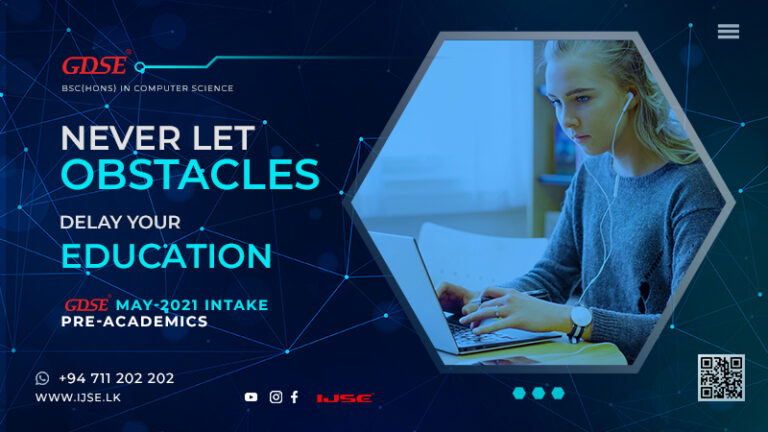 GDSE®
BSC(HONS) IN COMPUTER SCIENCE
NEVER LET
OBSTACLES
DELAY YOUR
EDUCATION
GDSE® MAY-2021 INTAKE
PRE-ACADEMICS
+94 711 202 202
WWW.IJSE.LK
IJSE